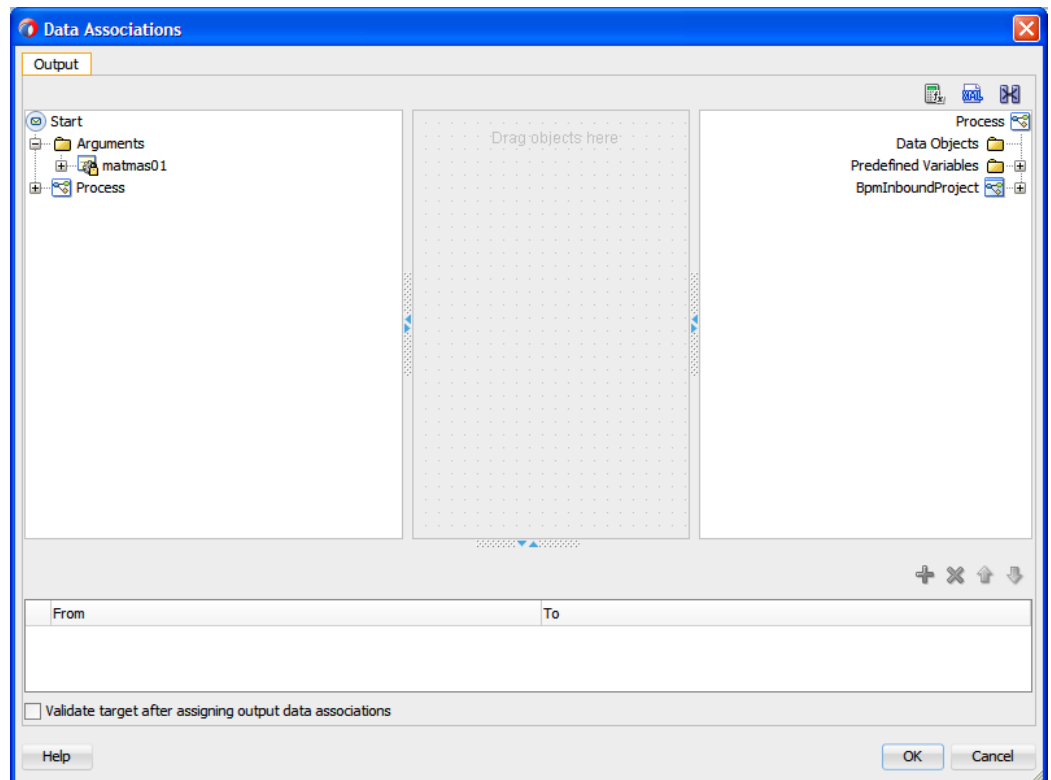 Data Associations
Output
Start
Arguments
matmas01
Process
Drag objects here
Process
Data Objects
Predefined Variables
BpmInboundProject
From To
Validate target after assigning output data associations
Help OK Cancel